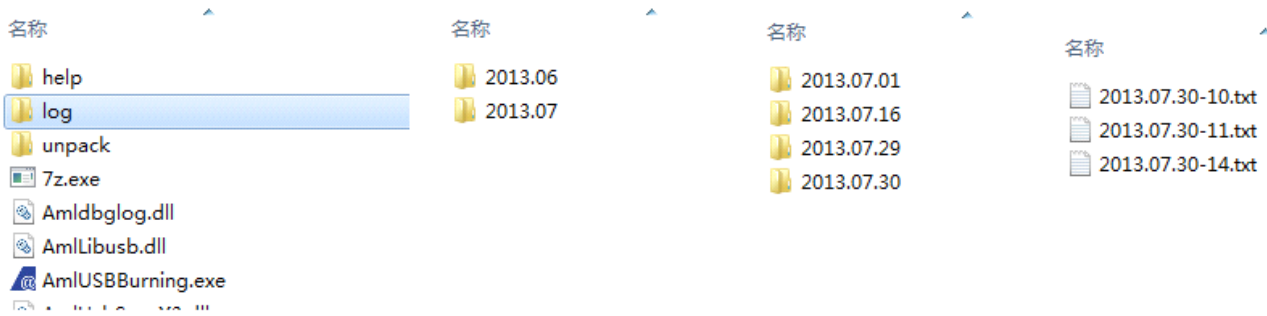 名称
help
log
unpack
7z.exe
Amldbglog.dll
AmlLibusb.dll
AmlUSBBurning.exe
名称
2013.06
2013.07
名称
2013.07.01
2013.07.16
2013.07.29
2013.07.30
名称
2013.07.30-10.txt
2013.07.30-11.txt
2013.07.30-14.txt